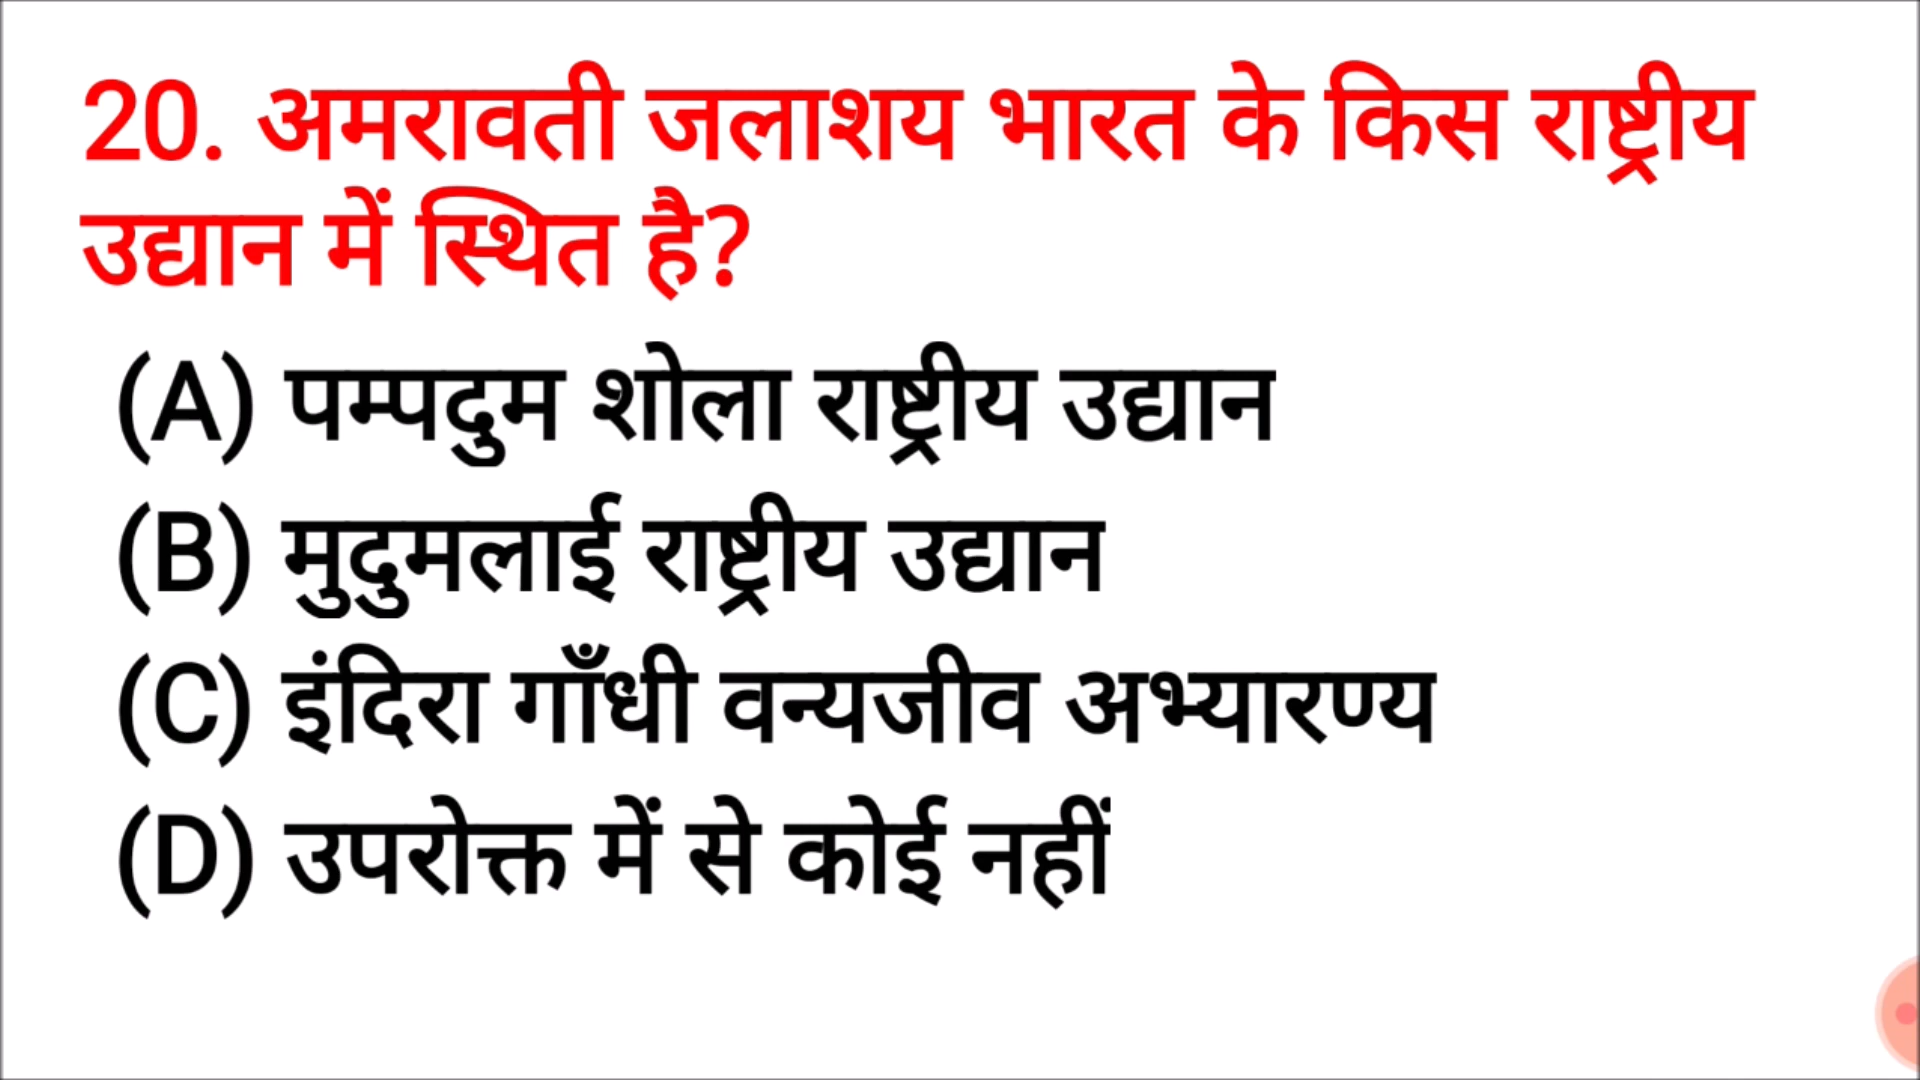 20. अमरावती जलाशय भारत के किस राष्ट्रीय
उद्यान में स्थित है?
(A) पम्पदुम शोला राष्ट्रीय उद्यान
(B) मुदुमलाई राष्ट्रीय उद्यान
(C) इंदिरा गाँधी वन्यजीव अभ्यारण्य
(D) उपरोक्त में से कोई नहीं